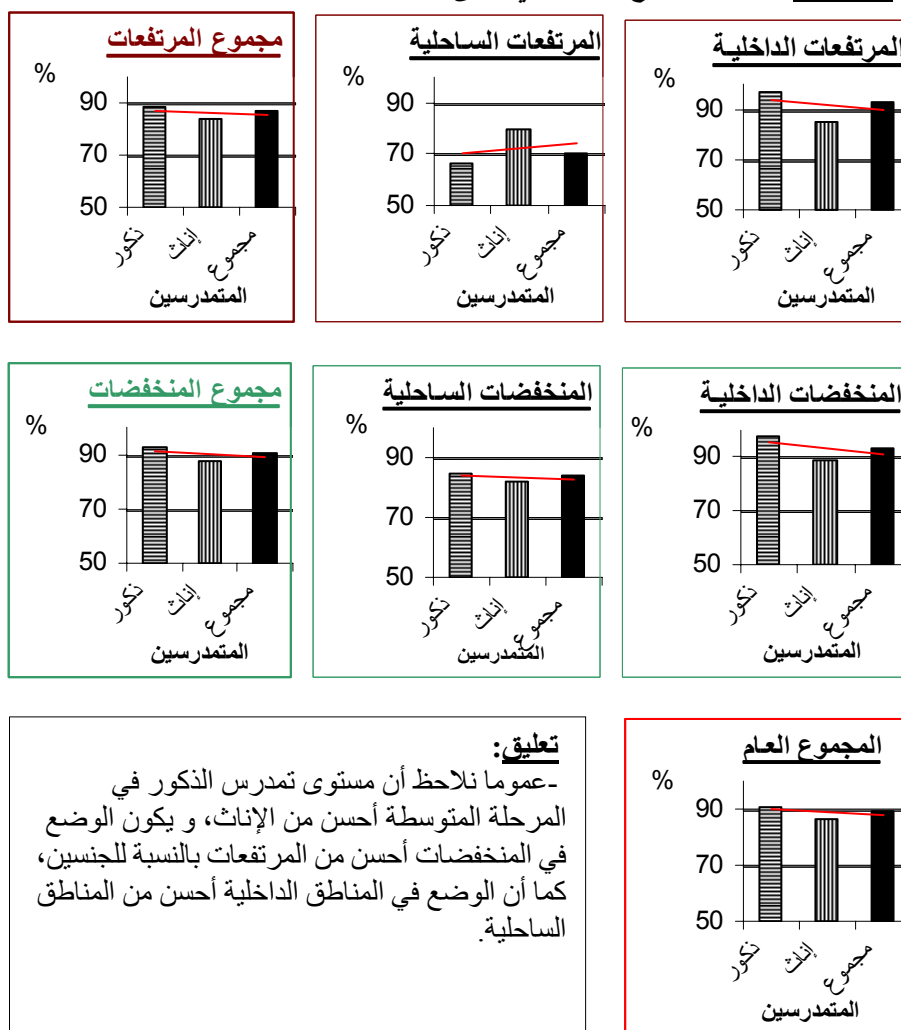 المرتفعات الداخلية
%
90
70
50
ذكور
إناث
مجموع
المتمدرسين
المرتفعات الساحلية
%
90
70
50
ذكور
إناث
مجموع
المتمدرسين
مجموع المرتفعات
%
90
70
50
ذكور
إناث
مجموع
المتمدرسين
المنخفضات الداخلية
%
90
70
50
ذكور
إناث
مجموع
المتمدرسين
المنخفضات الساحلية
%
90
70
50
ذكور
إناث
مجموع
المتمدرسين
مجموع المنخفضات
%
90
70
50
ذكور
إناث
مجموع
المتمدرسين
المجموع العام
%
90
70
50
ذكور
إناث
مجموع
المتمدرسين
تعليق:
-عموما نلاحظ أن مستوى تمدرس الذكور في
المرحلة المتوسطة أحسن من الإناث، و يكون الوضع
في المنخفضات أحسن من المرتفعات بالنسبة للجنسين،
كما أن الوضع في المناطق الداخلية أحسن من المناطق
الساحلية.